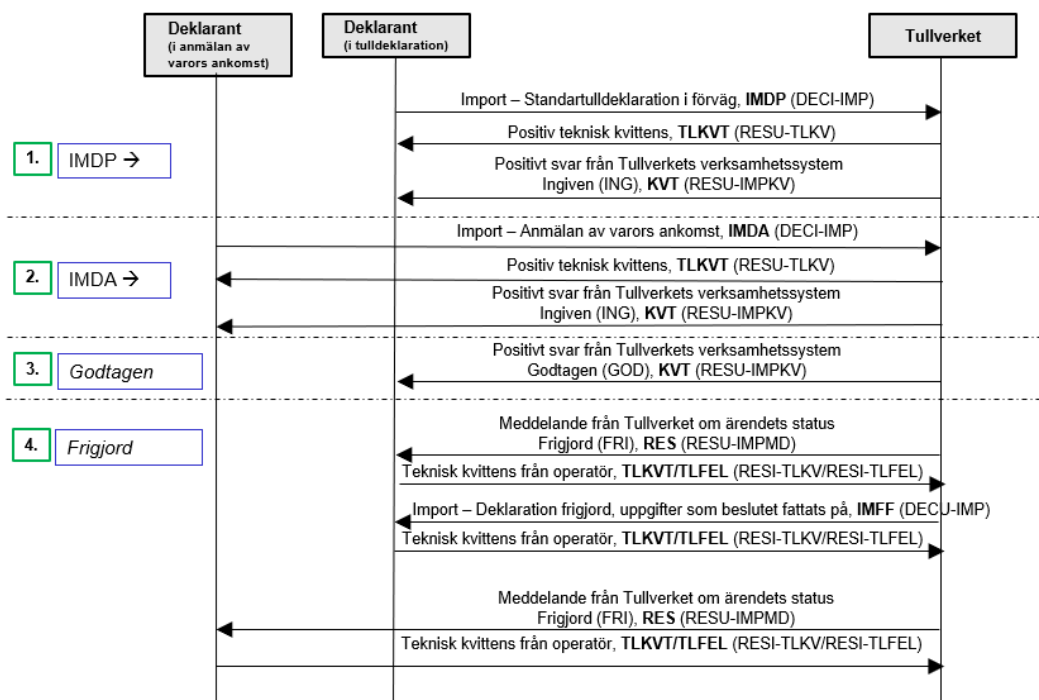 Deklarant
(i anmälan av
varors ankomst)
Deklarant
(i tulldeklaration)
Tullverket
Import – Standartulldeklaration i förväg, IMDP (DECI-IMP)
Positiv teknisk kvittens, TLKVT (RESU-TLKV)
1.
IMDP →
Positivt svar från Tullverkets verksamhetssystem
Ingiven (ING), KVT (RESU-IMPKV)
Import – Anmälan av varors ankomst, IMDA (DECI-IMP)
2.
IMDA →
Positiv teknisk kvittens, TLKVT (RESU-TLKV)
Positivt svar från Tullverkets verksamhetssystem
Ingiven (ING), KVT (RESU-IMPKV)
3.
Godtagen
Positivt svar från Tullverkets verksamhetssystem
Godtagen (GOD), KVT (RESU-IMPKV)
4.
Frigjord
Meddelande från Tullverket om ärendets status
Frigjord (FRI), RES (RESU-IMPMD)
Teknisk kvittens från operatör, TLKVT/TLFEL (RESI-TLKV/RESI-TLFEL)
Import – Deklaration frigjord, uppgifter som beslutet fattats på, IMFF (DECU-IMP)
Teknisk kvittens från operatör, TLKVT/TLFEL (RESI-TLKV/RESI-TLFEL)
Meddelande från Tullverket om ärendets status
Frigjord (FRI), RES (RESU-IMPMD)
Teknisk kvittens från operatör, TLKVT/TLFEL (RESI-TLKV/RESI-TLFEL)